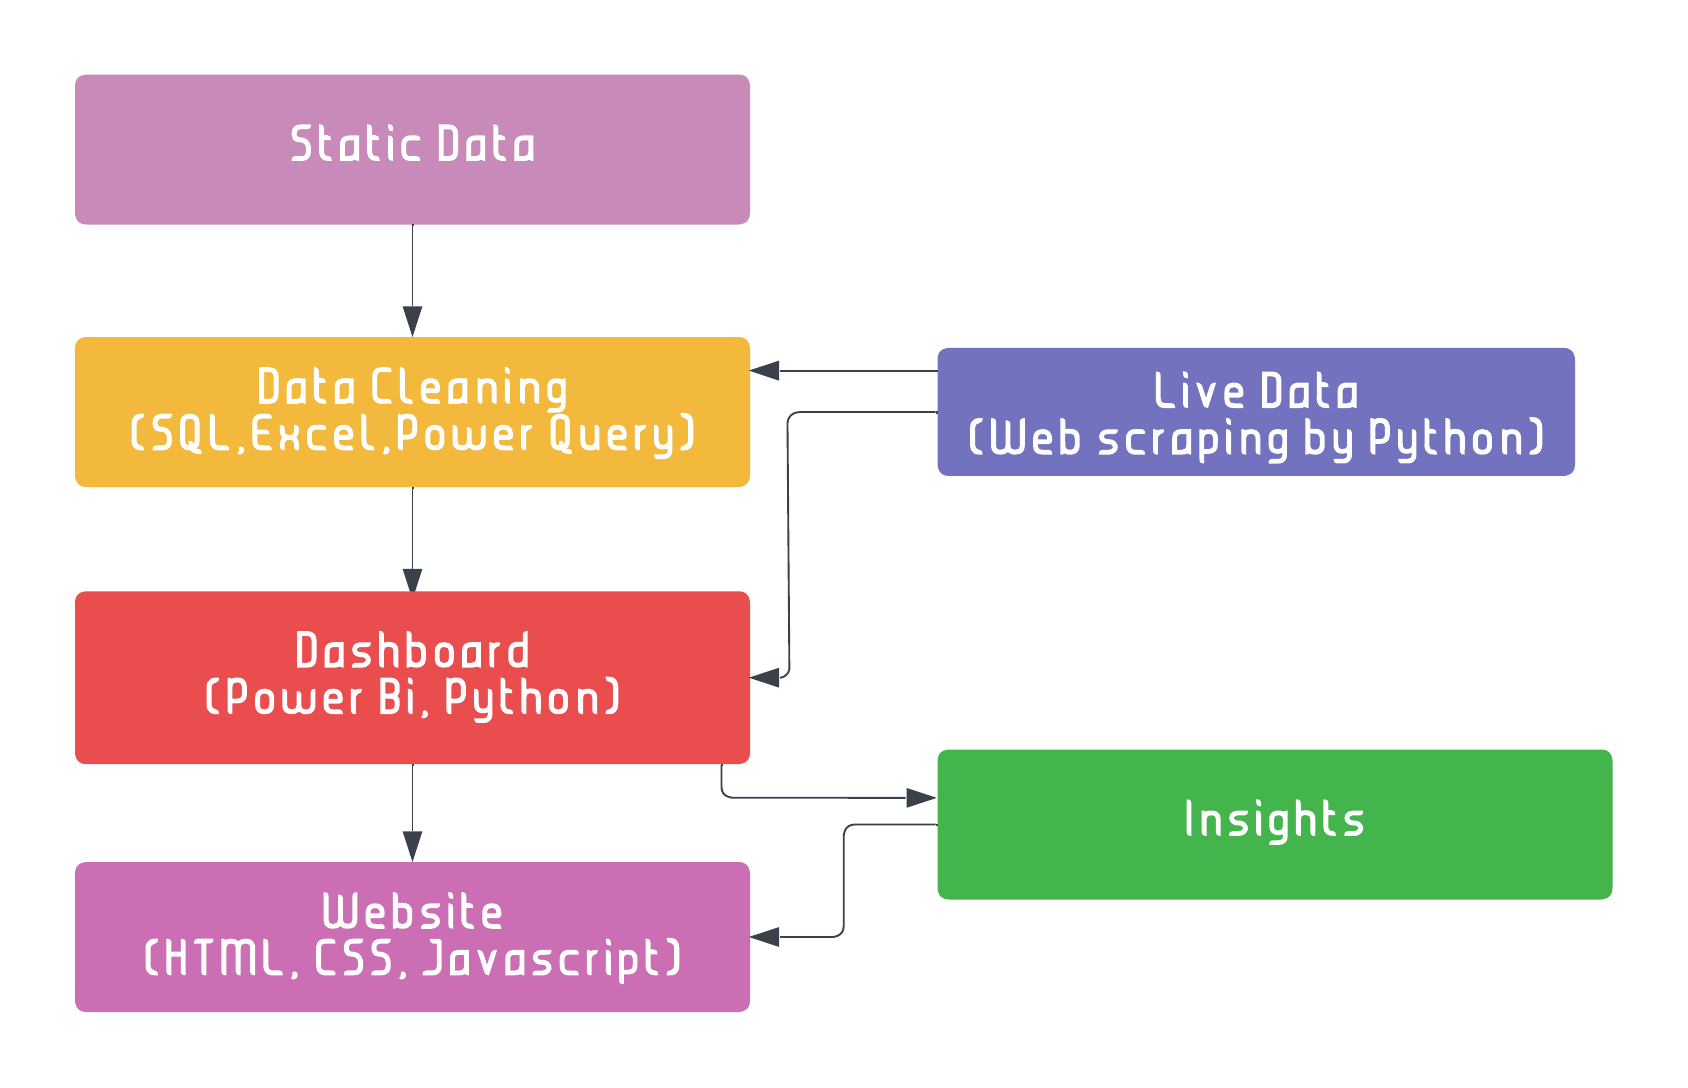 Static Data
Data Cleaning
(SQL,Excel,Power Query)
Live Data
(Web scraping by Python)
Dashboard
(Power Bi, Python)
Insights
Website
(HTML, CSS, Javascript)